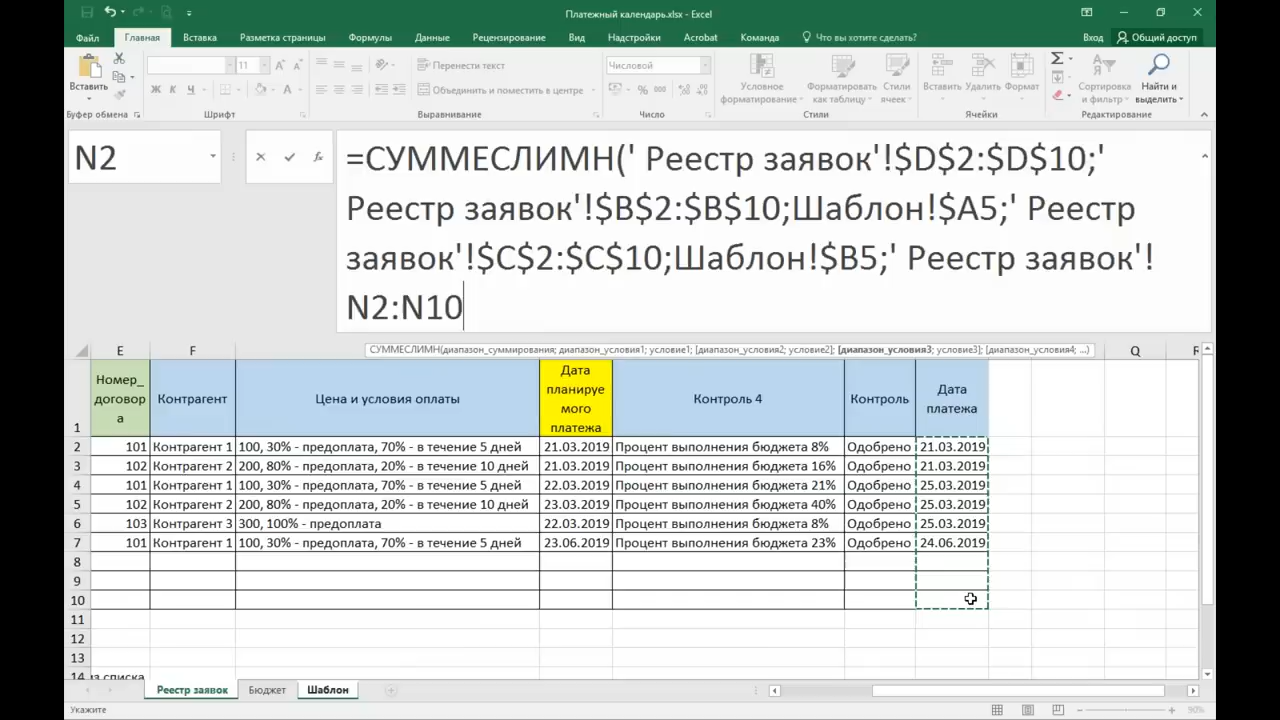 Платежный календарь.xlsx - Excel
Файл Главная Вставка Разметка страницы Формулы Данные Рецензирование Вид Надстройки Acrobat Команда Что вы хотите сделать? Вход Общий доступ
Вставить
11
Ж К Ч
Перенести текст
Объединить и поместить в центре
Числовой
Условное форматирование
Форматировать как таблицу
Стили ячеек
Вставить Удалить Формат
Сортировка и фильтр
Найти и выделить
Буфер обмена Шрифт Выравнивание Число Стили Ячейки Редактирование
N2
=СУММЕСЛИМН(' Реестр заявок'!$D$2:$D$10;'
Реестр заявок'!$B$2:$B$10;Шаблон!$A5;' Реестр
заявок'!$C$2:$C$10;Шаблон!$B5;' Реестр заявок'!
N2:N10
СУММЕСЛИМН(диапазон_суммирования; диапазон_условия1; условие1; [диапазон_условия2; условие2]; [диапазон_условия3; условие3]; [диапазон_условия4; ...)
E F Q R
1 Номер_договора Контрагент Цена и условия оплаты Дата планируемого платежа Контроль 4 Контроль Дата платежа
2 101 Контрагент 1 100, 30% - предоплата, 70% - в течение 5 дней 21.03.2019 Процент выполнения бюджета 8% Одобрено 21.03.2019
3 102 Контрагент 2 200, 80% - предоплата, 20% - в течение 10 дней 21.03.2019 Процент выполнения бюджета 16% Одобрено 21.03.2019
4 101 Контрагент 1 100, 30% - предоплата, 70% - в течение 5 дней 22.03.2019 Процент выполнения бюджета 21% Одобрено 25.03.2019
5 102 Контрагент 2 200, 80% - предоплата, 20% - в течение 10 дней 23.03.2019 Процент выполнения бюджета 40% Одобрено 25.03.2019
6 103 Контрагент 3 300, 100% - предоплата 22.03.2019 Процент выполнения бюджета 8% Одобрено 25.03.2019
7 101 Контрагент 1 100, 30% - предоплата, 70% - в течение 5 дней 23.06.2019 Процент выполнения бюджета 23% Одобрено 24.06.2019
8
9
10
11
12
13
14 из списка
Реестр заявок Бюджет Шаблон
Укажите 90%